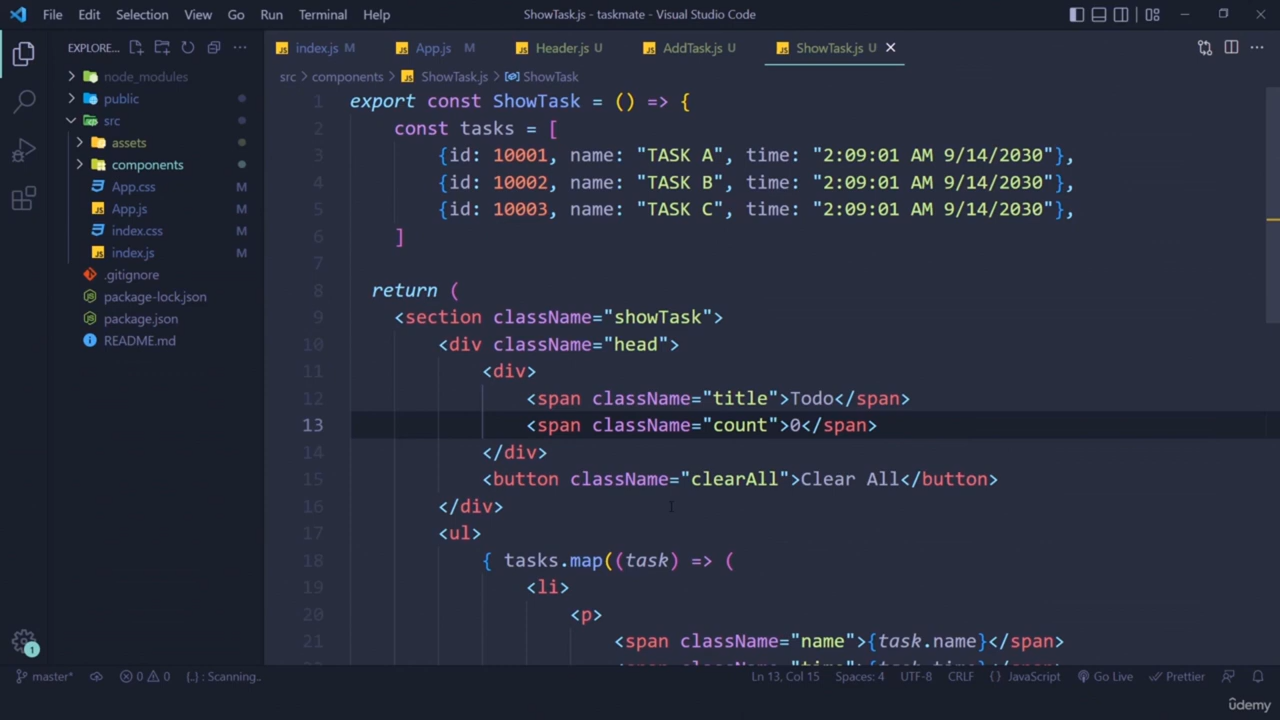 File Edit Selection View Go Run Terminal Help ShowTask.js - taskmate - Visual Studio Code
EXPLORE... index.js M App.js M Header.js U AddTask.js U ShowTask.js U
src > components > ShowTask.js > ShowTask
node_modules
public
src
assets
components
App.css M
App.js M
index.css M
index.js M
.gitignore
package-lock.json
package.json
README.md
1 export const ShowTask = () => {
2 const tasks = [
3 {id: 10001, name: "TASK A", time: "2:09:01 AM 9/14/2030"},
4 {id: 10002, name: "TASK B", time: "2:09:01 AM 9/14/2030"},
5 {id: 10003, name: "TASK C", time: "2:09:01 AM 9/14/2030"},
6 ]
7
8 return (
9 <section className="showTask">
10 <div className="head">
11 <div>
12 <span className="title">Todo</span>
13 <span className="count">0</span>
14 </div>
15 <button className="clearAll">Clear All</button>
16 </div>
17 <ul>
18 { tasks.map((task) => (
19 <li>
20 <p>
21 <span className="name">{task.name}</span>
1
master* 0 0 {..} : Scanning.. Ln 13, Col 15 Spaces: 4 UTF-8 CRLF {} JavaScript Go Live Prettier
ûdemy